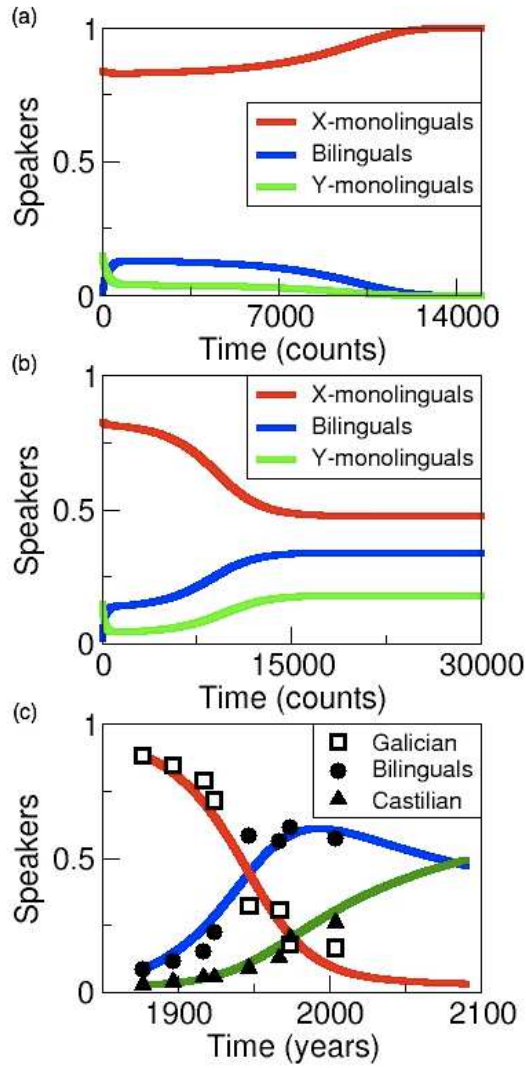 (a)
1
0.5
0
Speakers
X-monolinguals
Bilinguals
Y-monolinguals
0 7000 14000
Time (counts)
(b)
1
0.5
0
Speakers
X-monolinguals
Bilinguals
Y-monolinguals
0 15000 30000
Time (counts)
(c)
1
0.5
0
Speakers
Galician
Bilinguals
Castilian
1900 2000 2100
Time (years)